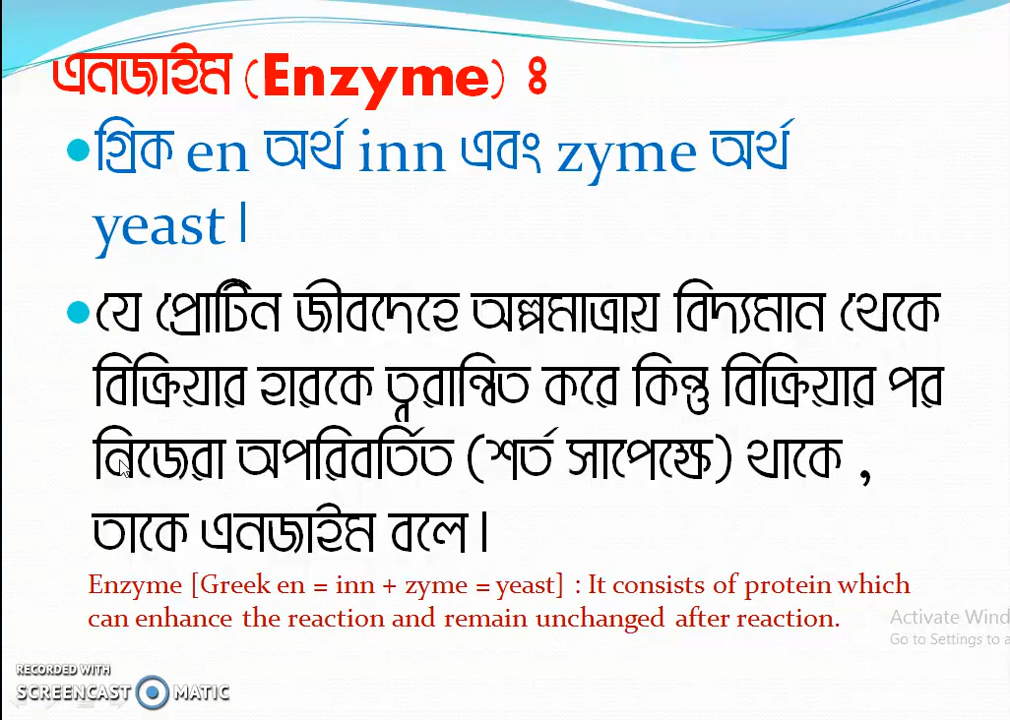 এনজাইম (Enzyme) ঃ
গ্রিক en অর্থ inn এবং zyme অর্থ
yeast।
যে প্রোটিন জীবদেহে অল্পমাত্রায় বিদ্যমান থেকে
বিক্রিয়ার হারকে ত্বরান্বিত করে কিন্তু বিক্রিয়ার পর
নিজেরা অপরিবর্তিত (শর্ত সাপেক্ষে) থাকে ,
তাকে এনজাইম বলে।
Enzyme [Greek en = inn + zyme = yeast] : It consists of protein which
can enhance the reaction and remain unchanged after reaction.
Activate Wind
Go to Settings to a
RECORDED WITH
SCREENCAST MATIC